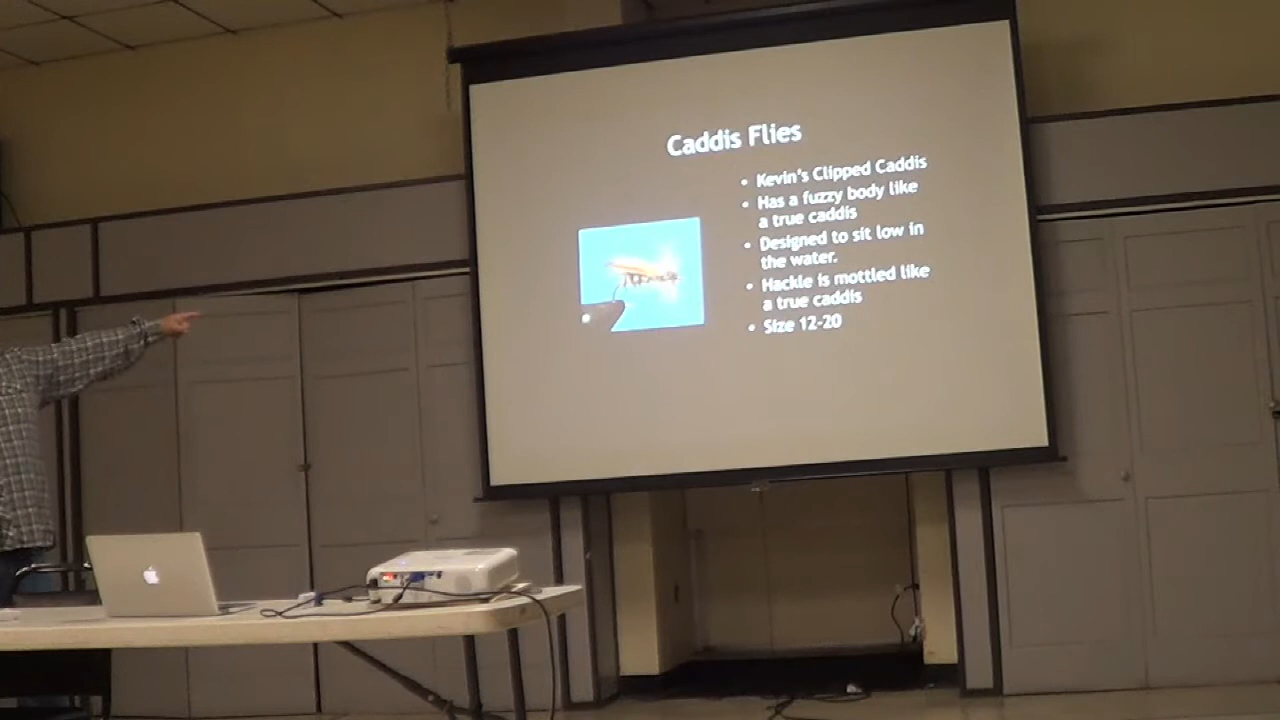 Caddis Flies
• Kevin's Clipped Caddis
• Has a fuzzy body like
a true caddis
• Designed to sit low in
the water.
• Hackle is mottled like
a true caddis
• Size 12-20